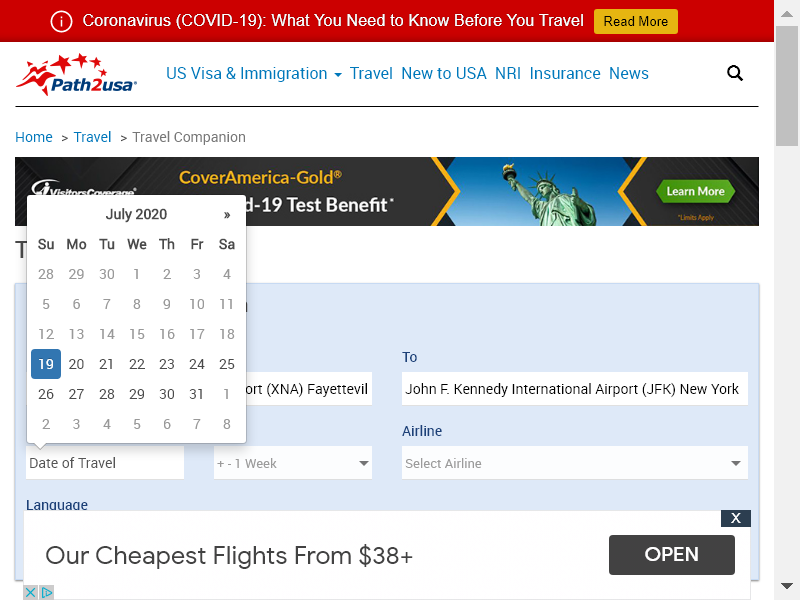 Coronavirus (COVID-19): What You Need to Know Before You Travel Read More
Path2usa
US Visa & Immigration Travel New to USA NRI Insurance News
Home > Travel > Travel Companion
VisitorsCoverage
CoverAmerica-Gold®
d-19 Test Benefit*
Learn More
*Limits Apply
T
July 2020 »
Su Mo Tu We Th Fr Sa
28 29 30 1 2 3 4
5 6 7 8 9 10 11
12 13 14 15 16 17 18
19 20 21 22 23 24 25
26 27 28 29 30 31 1
2 3 4 5 6 7 8
To
ort (XNA) Fayettevil
John F. Kennedy International Airport (JFK) New York
Airline
Date of Travel
+ - 1 Week
Select Airline
Language
X
Our Cheapest Flights From $38+
OPEN